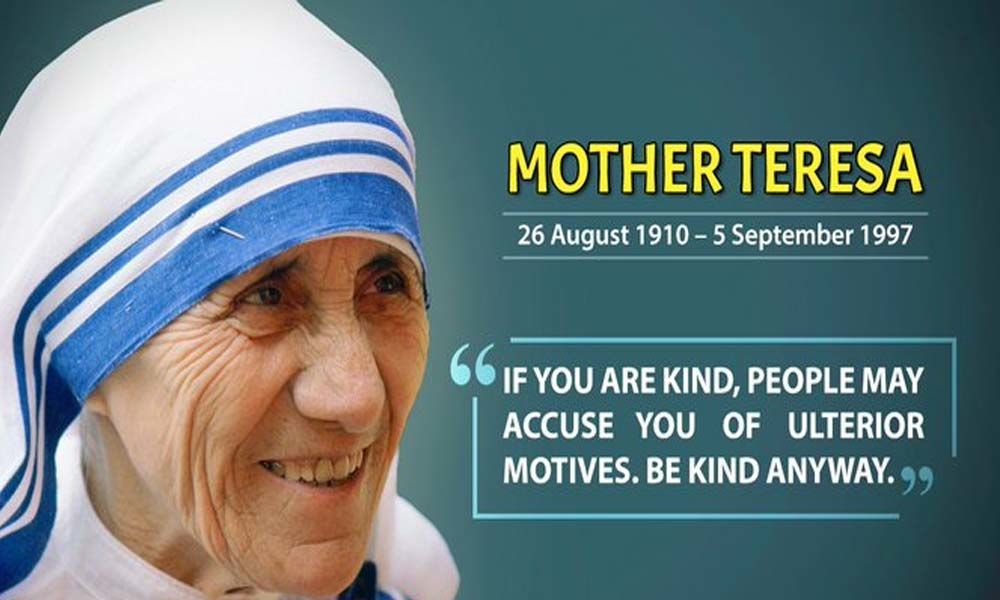 MOTHER TERESA
26 August 1910 – 5 September 1997
“IF YOU ARE KIND, PEOPLE MAY
ACCUSE YOU OF ULTERIOR
MOTIVES. BE KIND ANYWAY.”